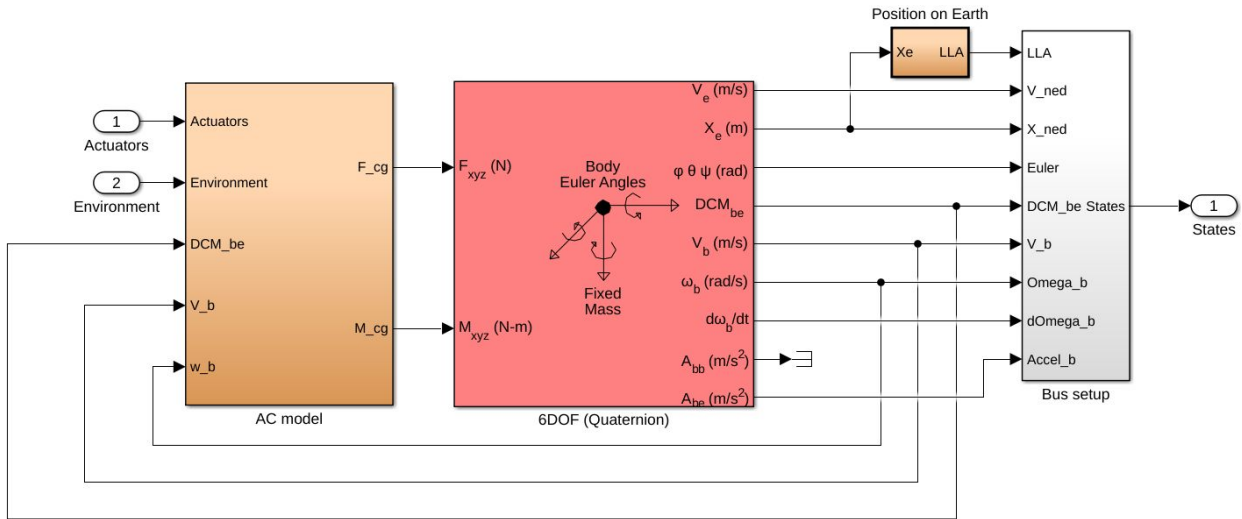 Position on Earth
Xe LLA
LLA
V_ned
X_ned
Euler
DCM_be States
V_b
Omega_b
dOmega_b
Accel_b
Bus setup
1
States
1
Actuators
2
Environment
Actuators
Environment
DCM_be
V_b
w_b
F_cg
M_cg
AC model
F_xyz (N)
M_xyz (N-m)
Body
Euler Angles
Fixed
Mass
V_e (m/s)
X_e (m)
φ θ ψ (rad)
DCM_be
V_b (m/s)
ω_b (rad/s)
dω_b/dt
A_bb (m/s²)
A_be (m/s²)
6DOF (Quaternion)